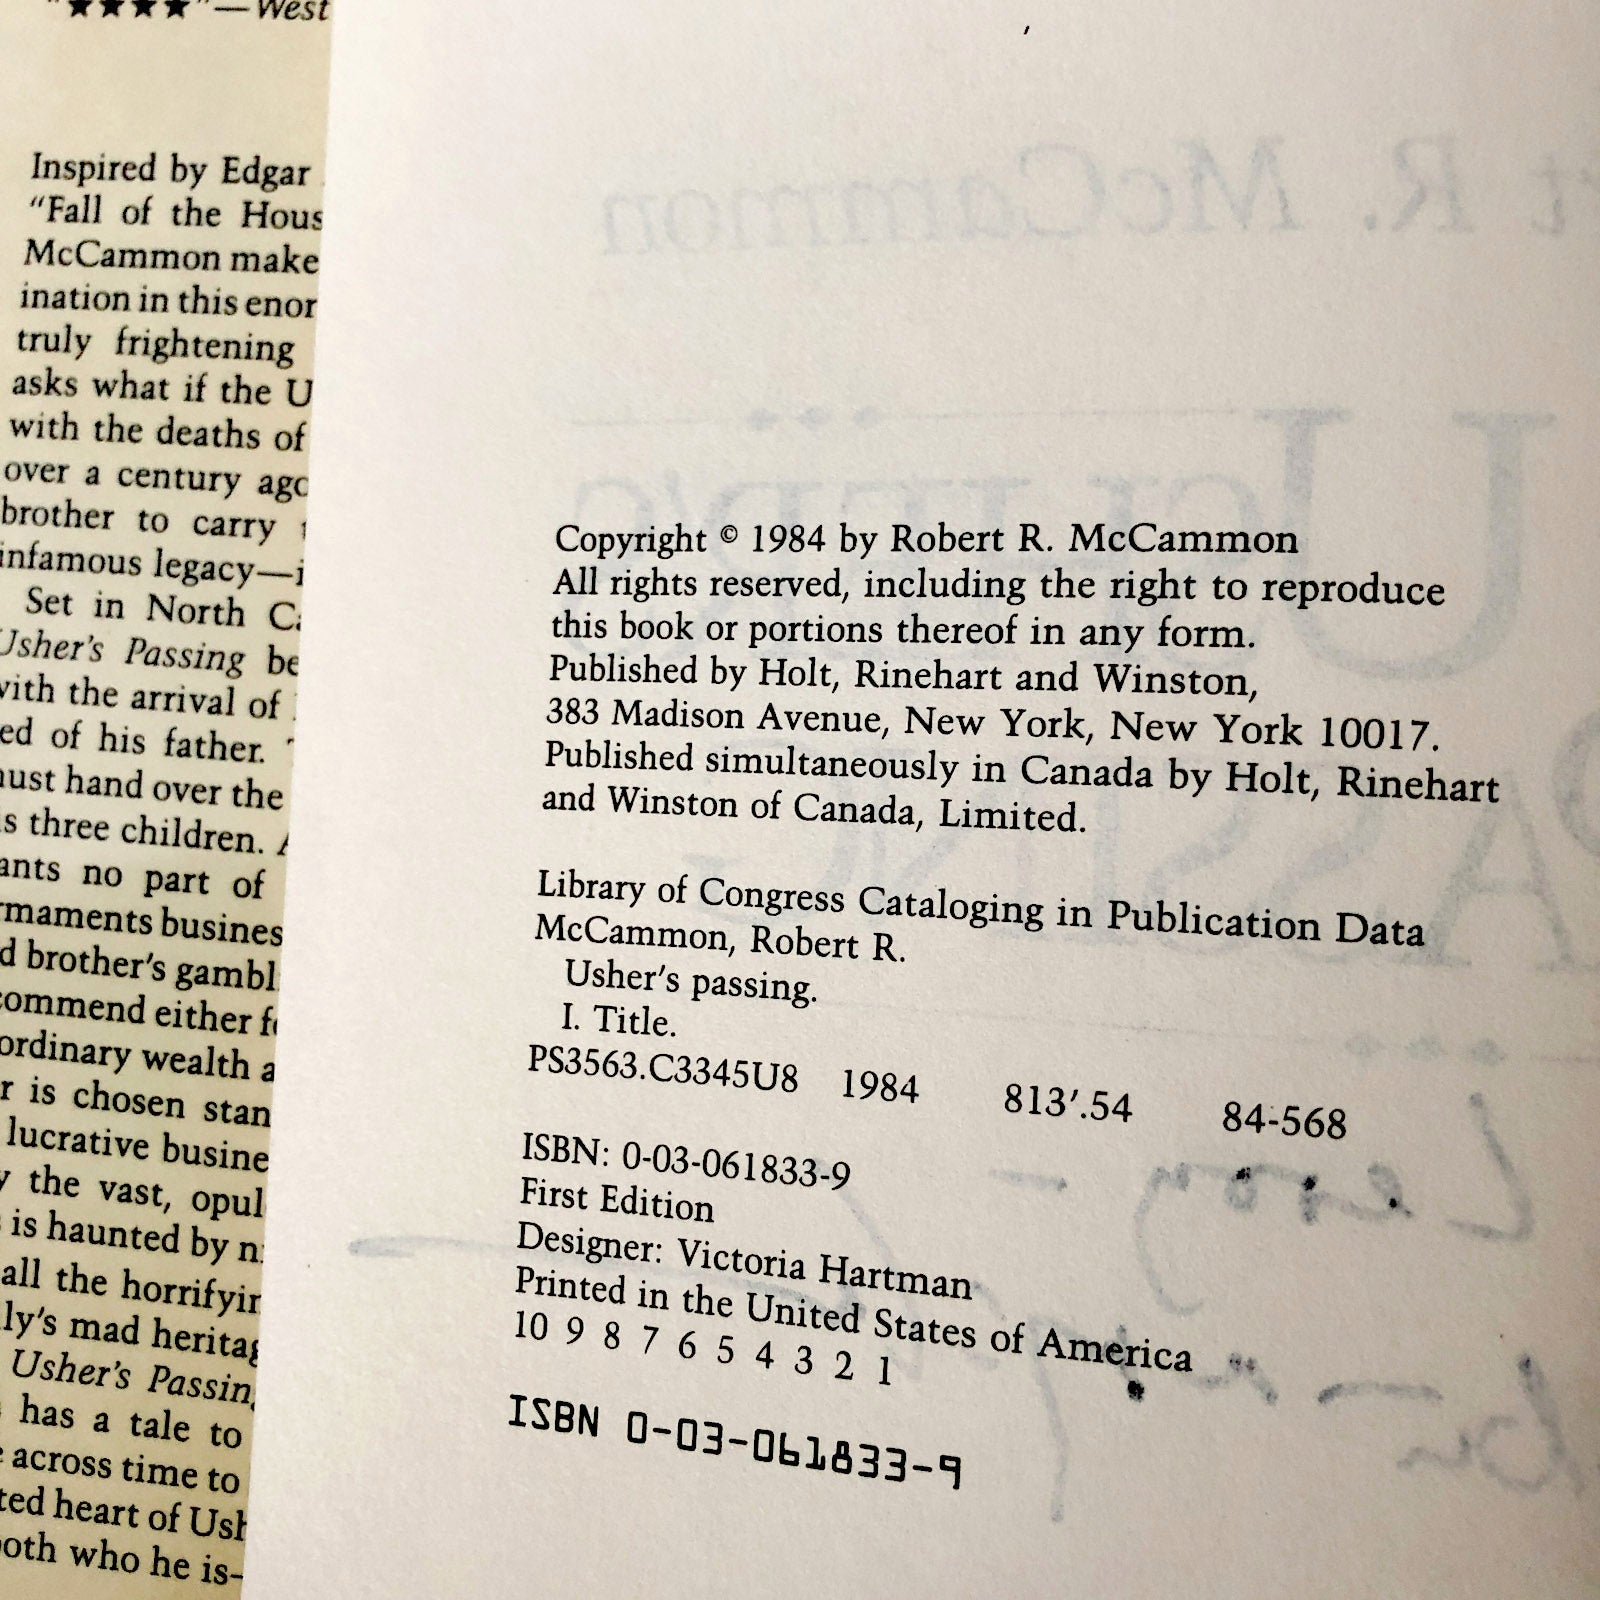 "★★★★"—West
Inspired by Edgar
"Fall of the Hous
McCammon make
ination in this enor
truly frightening
asks what if the U
with the deaths of
over a century ago
brother to carry
infamous legacy—i
Set in North Ca
Usher's Passing be
with the arrival of
ed of his father.
must hand over the
s three children. A
ants no part of
rmaments busines
d brother's gambl
commend either f
ordinary wealth a
r is chosen stan
lucrative busine
y the vast, opul
is haunted by n
all the horrifyin
ly's mad heritag
Usher's Passin
has a tale to
across time to
ted heart of Ush
both who he is—
Copyright © 1984 by Robert R. McCammon
All rights reserved, including the right to reproduce
this book or portions thereof in any form.
Published by Holt, Rinehart and Winston,
383 Madison Avenue, New York, New York 10017.
Published simultaneously in Canada by Holt, Rinehart
and Winston of Canada, Limited.
Library of Congress Cataloging in Publication Data
McCammon, Robert R.
Usher's passing.
I. Title.
PS3563.C3345U8 1984 813'.54 84-568
ISBN: 0-03-061833-9
First Edition
Designer: Victoria Hartman
Printed in the United States of America
10 9 8 7 6 5 4 3 2 1
ISBN 0-03-061833-9